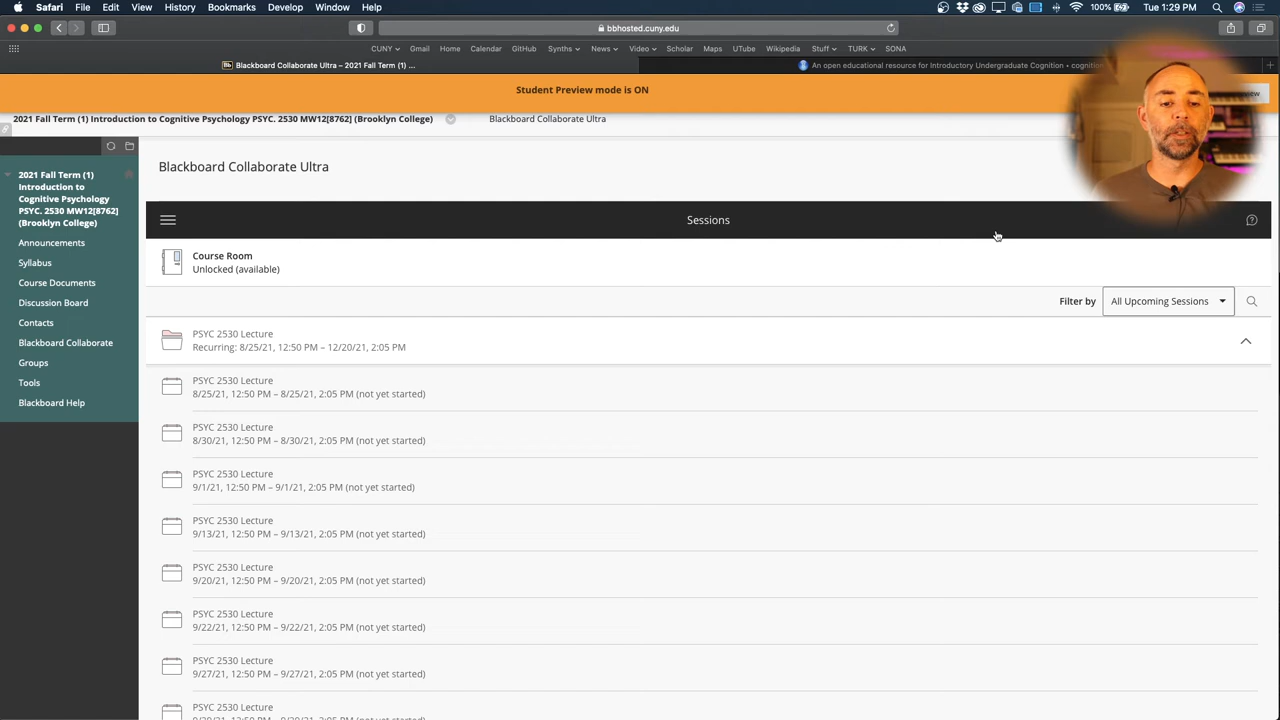 Safari File Edit View History Bookmarks Develop Window Help 100% Tue 1:29 PM
bbhosted.cuny.edu
CUNY Gmail Home Calendar GitHub Synths News Video Scholar Maps UTube Wikipedia Stuff TURK SONA
Bb Blackboard Collaborate Ultra – 2021 Fall Term (1) ... An open educational resource for Introductory Undergraduate Cognition • cognition
Student Preview mode is ON
2021 Fall Term (1) Introduction to Cognitive Psychology PSYC. 2530 MW12[8762] (Brooklyn College) Blackboard Collaborate Ultra
2021 Fall Term (1)
Introduction to
Cognitive Psychology
PSYC. 2530 MW12[8762]
(Brooklyn College)
Announcements
Syllabus
Course Documents
Discussion Board
Contacts
Blackboard Collaborate
Groups
Tools
Blackboard Help
Blackboard Collaborate Ultra
Sessions
Course Room
Unlocked (available)
Filter by All Upcoming Sessions
PSYC 2530 Lecture
Recurring: 8/25/21, 12:50 PM – 12/20/21, 2:05 PM
PSYC 2530 Lecture
8/25/21, 12:50 PM – 8/25/21, 2:05 PM (not yet started)
PSYC 2530 Lecture
8/30/21, 12:50 PM – 8/30/21, 2:05 PM (not yet started)
PSYC 2530 Lecture
9/1/21, 12:50 PM – 9/1/21, 2:05 PM (not yet started)
PSYC 2530 Lecture
9/13/21, 12:50 PM – 9/13/21, 2:05 PM (not yet started)
PSYC 2530 Lecture
9/20/21, 12:50 PM – 9/20/21, 2:05 PM (not yet started)
PSYC 2530 Lecture
9/22/21, 12:50 PM – 9/22/21, 2:05 PM (not yet started)
PSYC 2530 Lecture
9/27/21, 12:50 PM – 9/27/21, 2:05 PM (not yet started)
PSYC 2530 Lecture